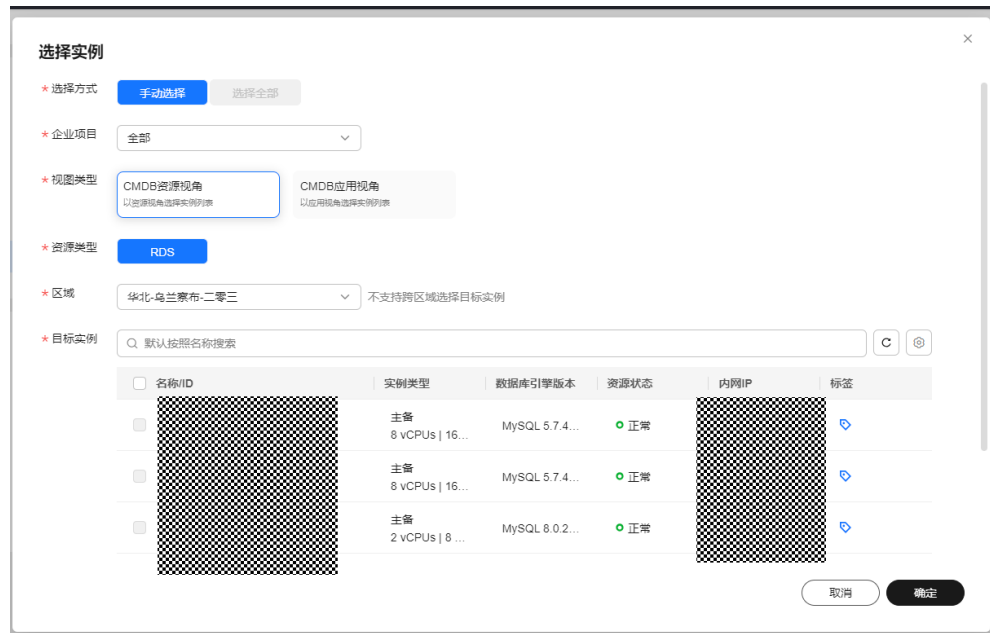 选择实例
* 选择方式 手动选择 选择全部
* 企业项目 全部
* 视图类型 CMDB资源视角 CMDB应用视角
以资源视角选择实例列表 以应用视角选择实例列表
* 资源类型 RDS
* 区域 华北-乌兰察布-二零三 不支持跨区域选择目标实例
* 目标实例 默认按照名称搜索
名称/ID 实例类型 数据库引擎版本 资源状态 内网IP 标签
主备
8 vCPUs | 16... MySQL 5.7.4... 正常
主备
8 vCPUs | 16... MySQL 5.7.4... 正常
主备
2 vCPUs | 8 ... MySQL 8.0.2... 正常
取消 确定